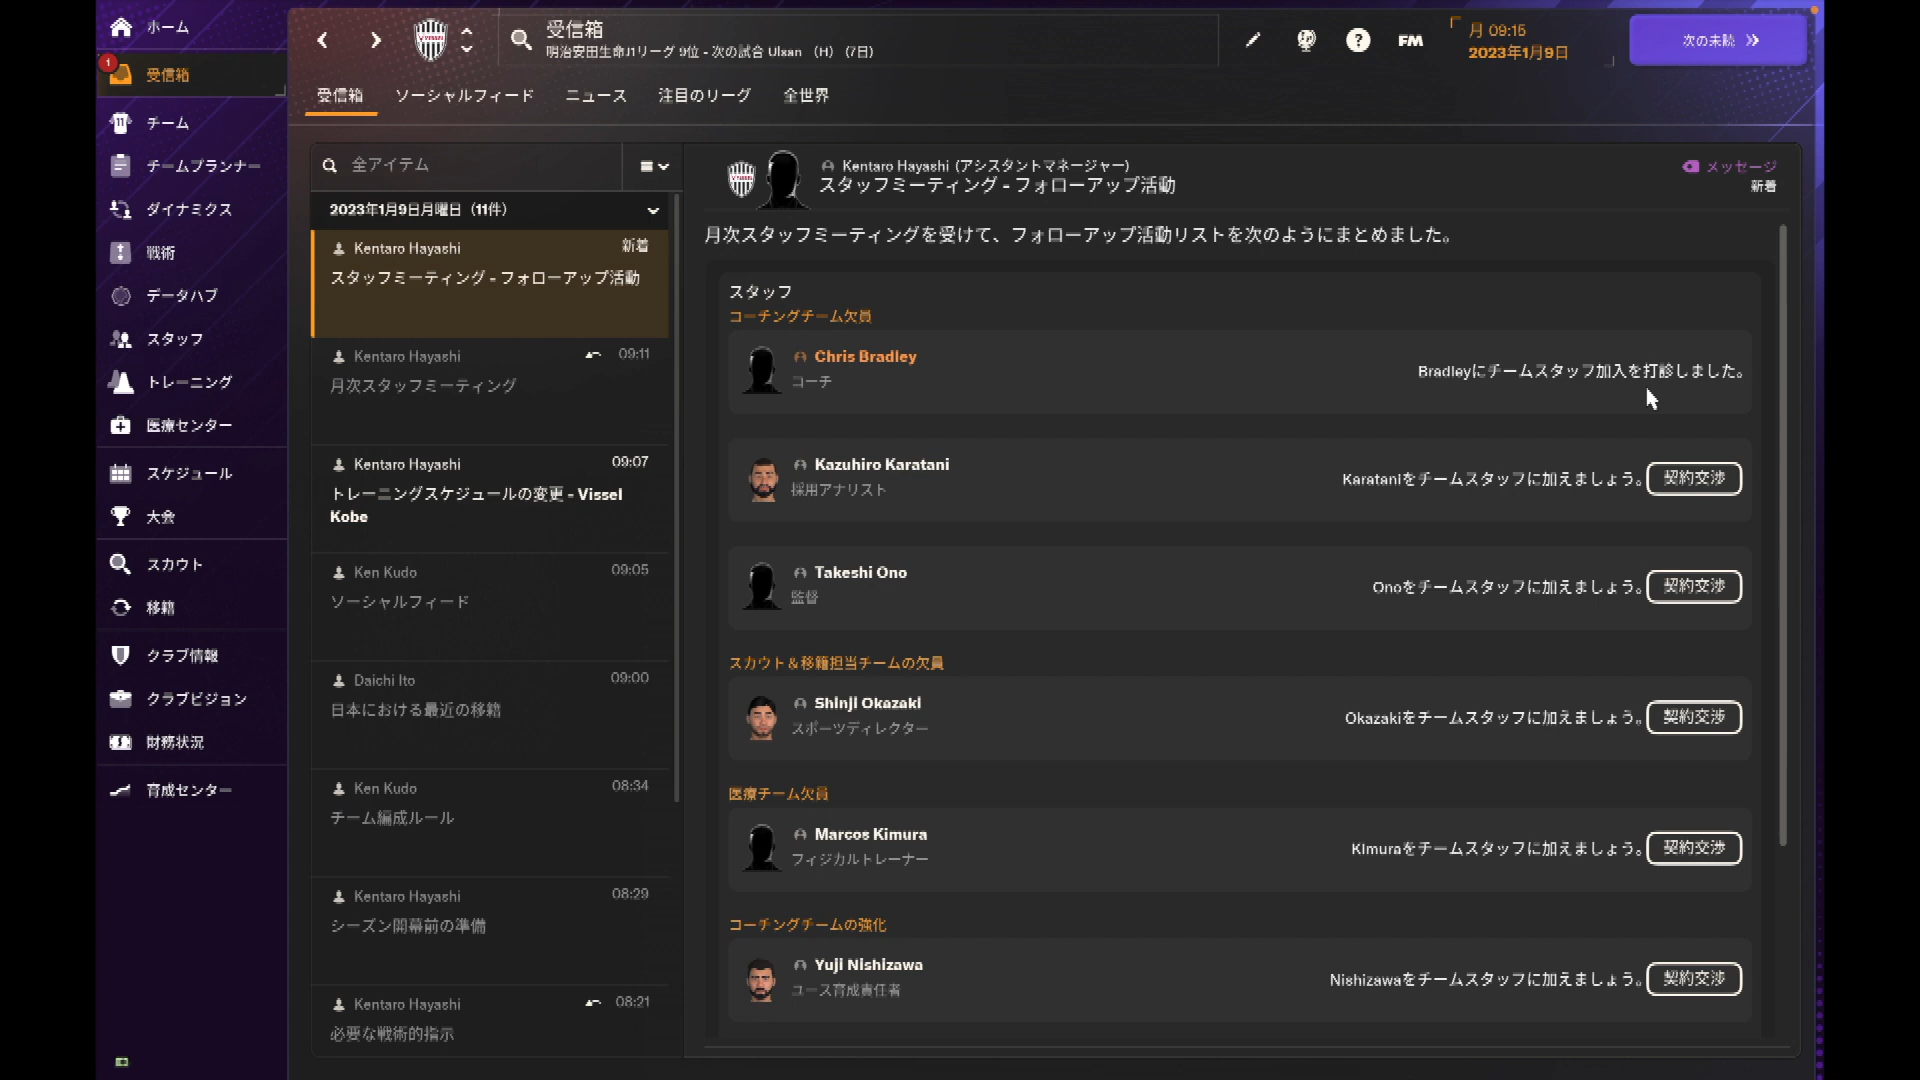 ホーム
1
受信箱
チーム
チームプランナー
ダイナミクス
戦術
データハブ
スタッフ
トレーニング
医療センター
スケジュール
大会
スカウト
移籍
クラブ情報
クラブビジョン
財務状況
育成センター
受信箱
明治安田生命J1リーグ 9位 - 次の試合 Ulsan （H）（7日）
FM
月 09:15
2023年1月9日
次の未読
受信箱 ソーシャルフィード ニュース 注目のリーグ 全世界
全アイテム
2023年1月9日月曜日（11件）
Kentaro Hayashi 新着
スタッフミーティング - フォローアップ活動
Kentaro Hayashi 09:11
月次スタッフミーティング
Kentaro Hayashi 09:07
トレーニングスケジュールの変更 - Vissel
Kobe
Ken Kudo 09:05
ソーシャルフィード
Daichi Ito 09:00
日本における最近の移籍
Ken Kudo 08:34
チーム編成ルール
Kentaro Hayashi 08:29
シーズン開幕前の準備
Kentaro Hayashi 08:21
必要な戦術的指示
Kentaro Hayashi (アシスタントマネージャー)
スタッフミーティング - フォローアップ活動
メッセージ
新着
月次スタッフミーティングを受けて、フォローアップ活動リストを次のようにまとめました。
スタッフ
コーチングチーム欠員
Chris Bradley
コーチ
Bradleyにチームスタッフ加入を打診しました。
Kazuhiro Karatani
採用アナリスト
Karataniをチームスタッフに加えましょう。 契約交渉
Takeshi Ono
監督
Onoをチームスタッフに加えましょう。 契約交渉
スカウト＆移籍担当チームの欠員
Shinji Okazaki
スポーツディレクター
Okazakiをチームスタッフに加えましょう。 契約交渉
医療チーム欠員
Marcos Kimura
フィジカルトレーナー
Kimuraをチームスタッフに加えましょう。 契約交渉
コーチングチームの強化
Yuji Nishizawa
ユース育成責任者
Nishizawaをチームスタッフに加えましょう。 契約交渉